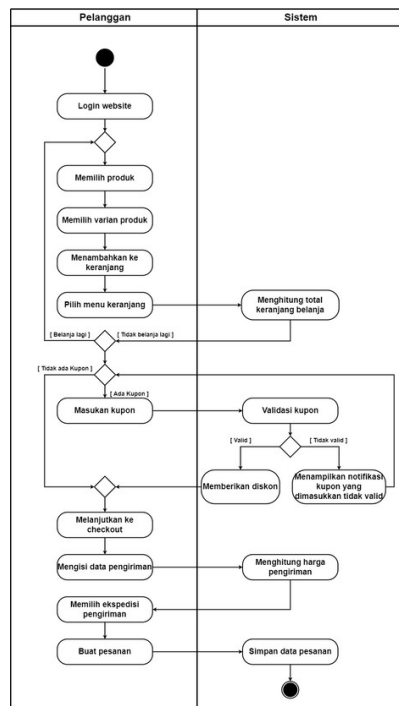 Pelanggan
Sistem
Login website
Memilih produk
Memilih varian produk
Menambahkan ke
keranjang
Pilih menu keranjang
Menghitung total
keranjang belanja
[ Belanja lagi ]
[ Tidak belanja lagi ]
[ Tidak ada Kupon ]
[ Ada Kupon ]
Masukan kupon
Validasi kupon
[ Valid ]
[ Tidak valid ]
Memberikan diskon
Menampilkan notifikasi
kupon yang
dimasukkan tidak valid
Melanjutkan ke
checkout
Mengisi data pengiriman
Menghitung harga
pengiriman
Memilih ekspedisi
pengiriman
Buat pesanan
Simpan data pesanan